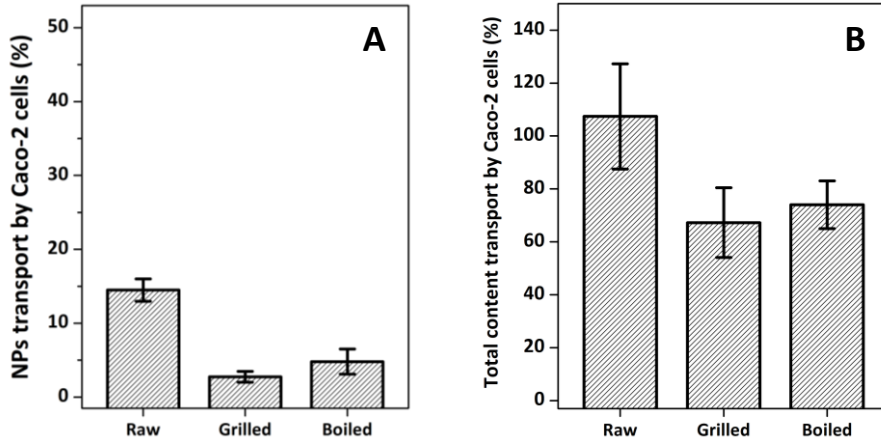 A
NPs transport by Caco-2 cells (%)
50
40
30
20
10
0
Raw Grilled Boiled
B
Total content transport by Caco-2 cells (%)
140
120
100
80
60
40
20
0
Raw Grilled Boiled